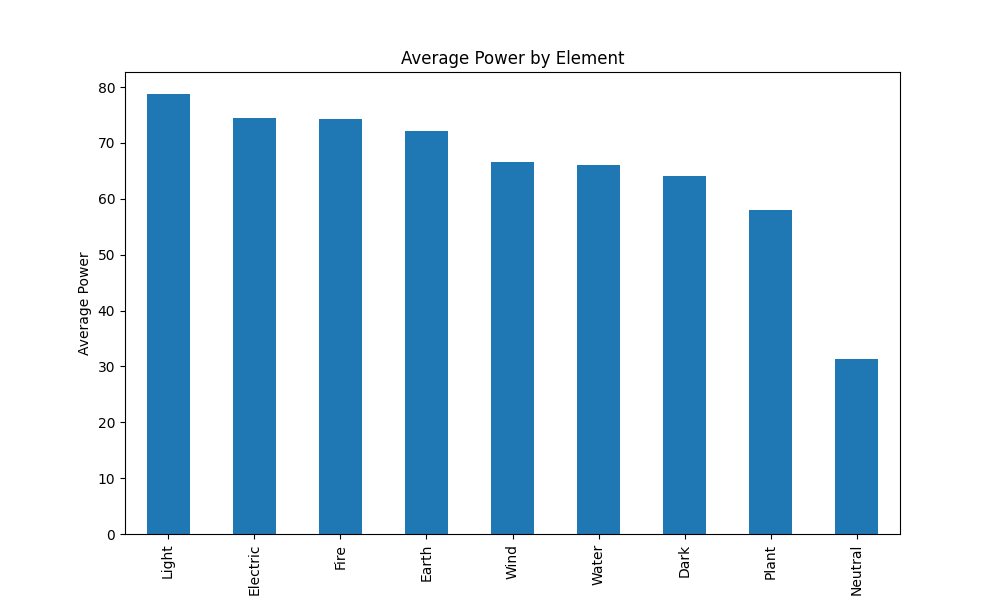 Average Power by Element
Average Power
80
70
60
50
40
30
20
10
0
Light
Electric
Fire
Earth
Wind
Water
Dark
Plant
Neutral